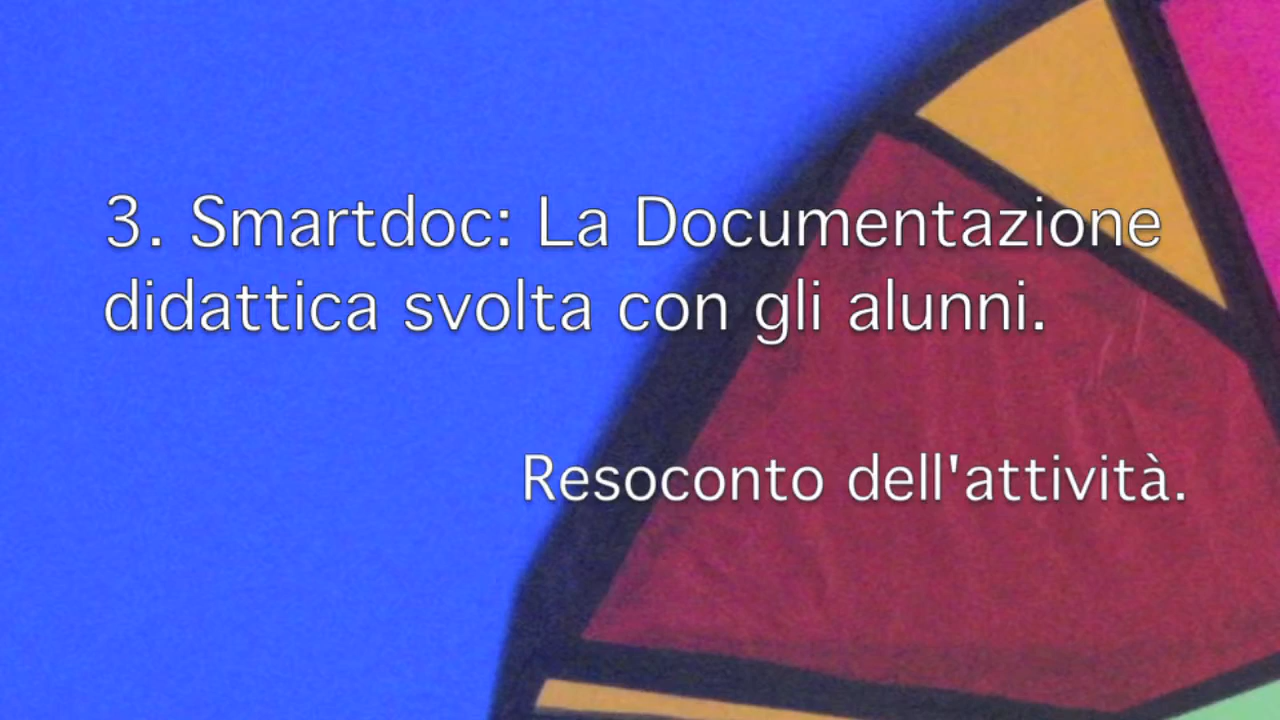 3. Smartdoc: La Documentazione
didattica svolta con gli alunni.
Resoconto dell'attività.